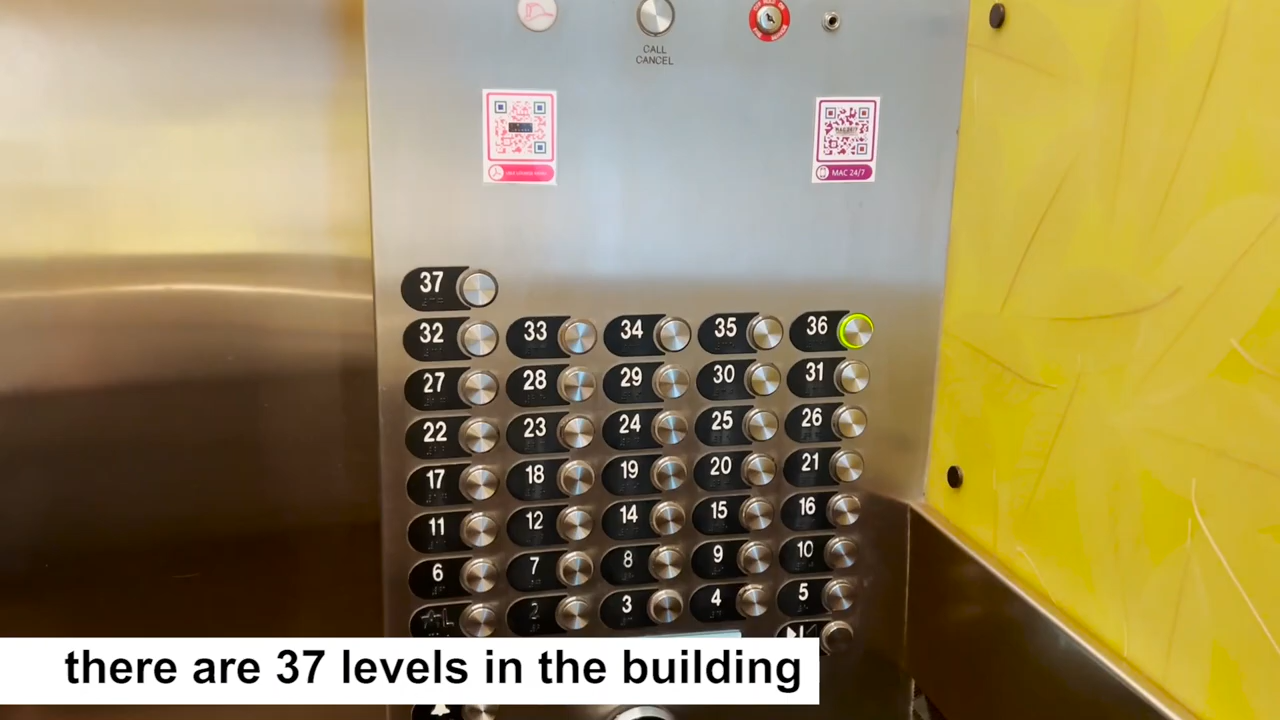 CALL
CANCEL
MAC 24/7
37
32 33 34 35 36
27 28 29 30 31
22 23 24 25 26
17 18 19 20 21
11 12 14 15 16
6 7 8 9 10
2 3 4 5
there are 37 levels in the building